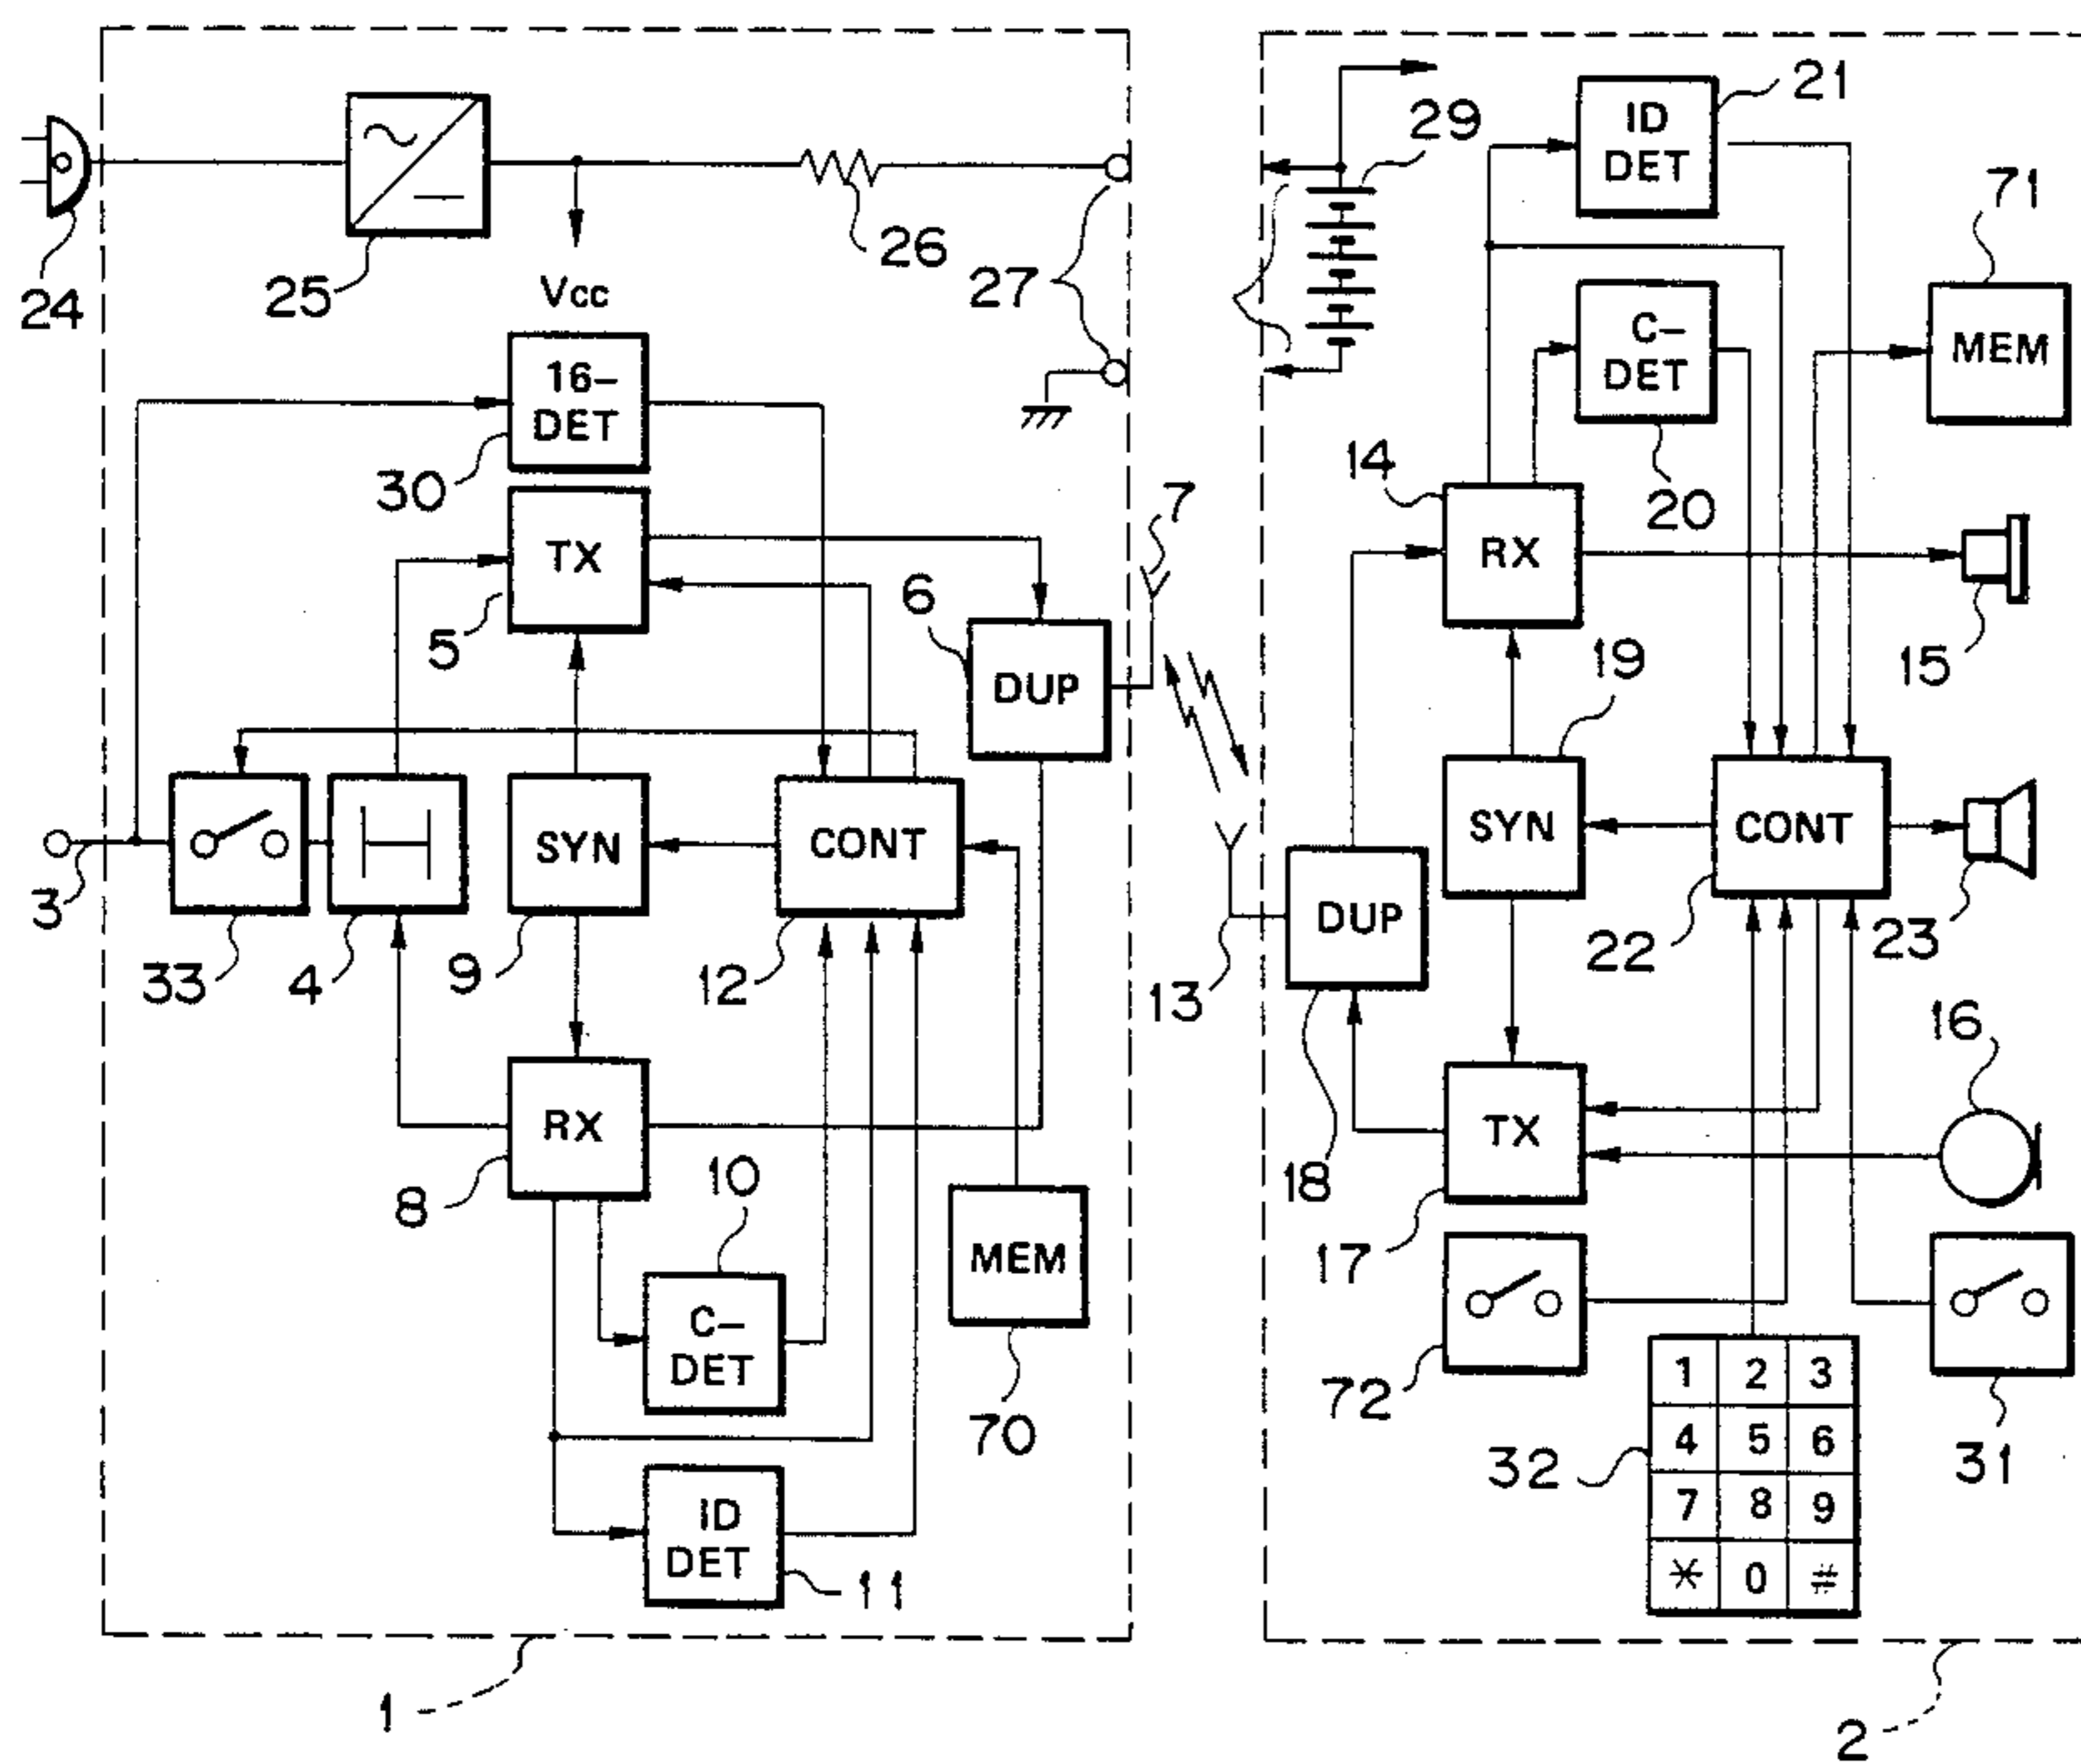 24
25
Vcc
26
27
16-
DET
30
TX
5
6
DUP
7
3
33
4
SYN
9
CONT
12
RX
8
10
C-
DET
MEM
70
ID
DET
11
1
29
ID
DET
21
C-
DET
20
MEM
71
14
RX
15
19
SYN
CONT
22
23
13
DUP
18
TX
17
16
72
32
1 2 3
4 5 6
7 8 9
* 0 #
31
2